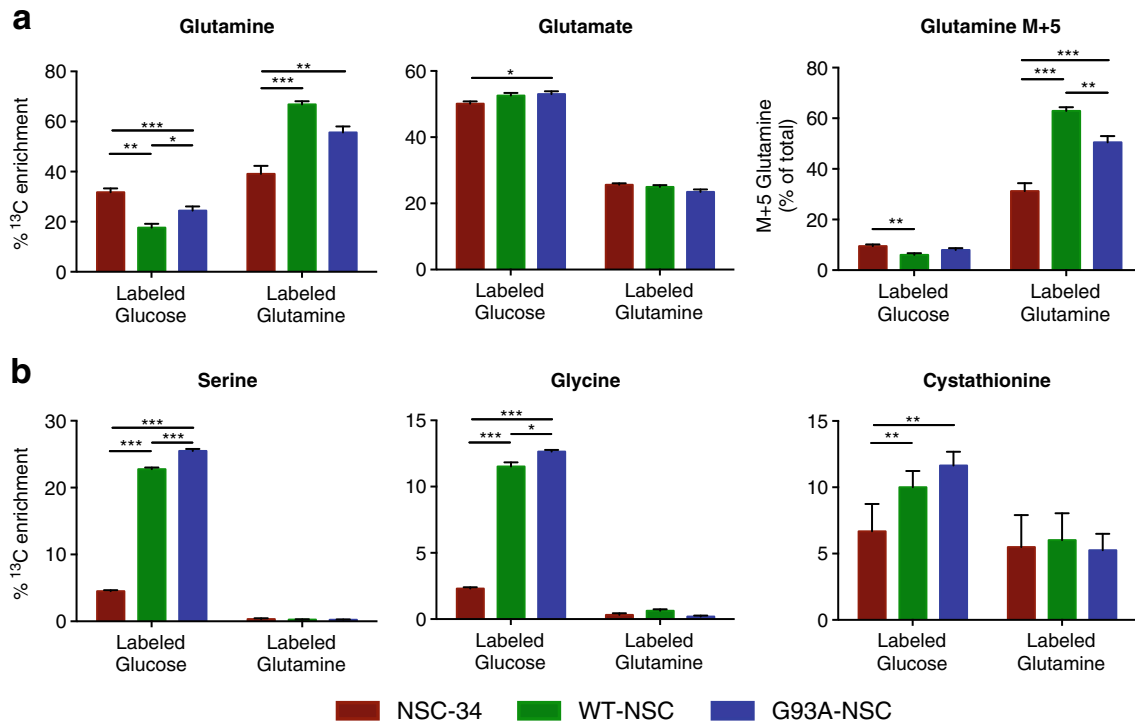 a
Glutamine
Glutamate
Glutamine M+5
% ¹³C enrichment
80
60
40
20
0
***
**
*
**
***
Labeled
Glucose
Labeled
Glutamine
60
40
20
0
*
Labeled
Glucose
Labeled
Glutamine
M+5 Glutamine
(% of total)
80
60
40
20
0
**
***
***
**
Labeled
Glucose
Labeled
Glutamine
b
Serine
Glycine
Cystathionine
% ¹³C enrichment
30
20
10
0
***
*** ***
Labeled
Glucose
Labeled
Glutamine
15
10
5
0
***
*** *
Labeled
Glucose
Labeled
Glutamine
15
10
5
0
**
**
Labeled
Glucose
Labeled
Glutamine
NSC-34 WT-NSC G93A-NSC